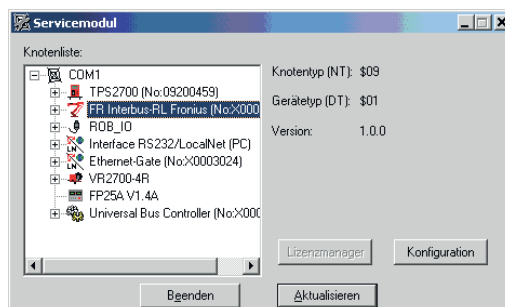 Servicemodul
Knotenliste:
COM1
TPS2700 (No:09200459)
FR Interbus-RL Fronius (No:X000
ROB_IO
Interface RS232/LocalNet (PC)
Ethernet-Gate (No:X0003024)
VR2700-4R
FP25A V1.4A
Universal Bus Controller (No:X000
Knotentyp (NT): $09
Gerätetyp (DT): $01
Version: 1.0.0
Lizenzmanager
Konfiguration
Beenden
Aktualisieren